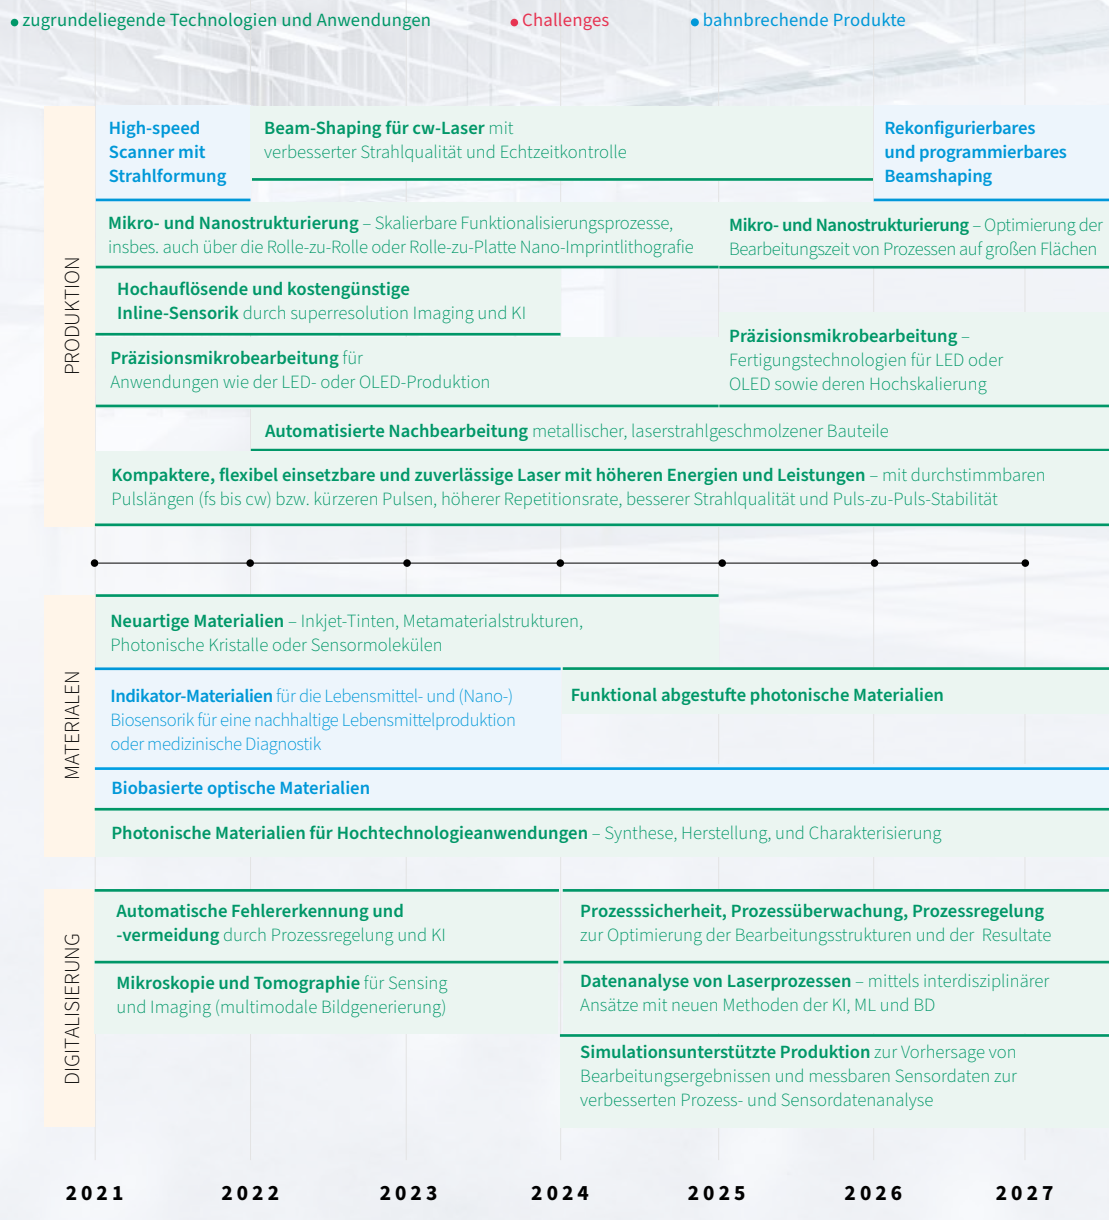 zugrundeliegende Technologien und Anwendungen
Challenges
bahnbrechende Produkte
PRODUKTION
High-speed
Scanner mit
Strahlformung
Beam-Shaping für cw-Laser mit
verbesserter Strahlqualität und Echtzeitkontrolle
Rekonfigurierbares
und programmierbares
Beamshaping
Mikro- und Nanostrukturierung – Skalierbare Funktionalisierungsprozesse,
insbes. auch über die Rolle-zu-Rolle oder Rolle-zu-Platte Nano-Imprintlithografie
Mikro- und Nanostrukturierung – Optimierung der
Bearbeitungszeit von Prozessen auf großen Flächen
Hochauflösende und kostengünstige
Inline-Sensorik durch superresolution Imaging und KI
Präzisionsmikrobearbeitung für
Anwendungen wie der LED- oder OLED-Produktion
Präzisionsmikrobearbeitung –
Fertigungstechnologien für LED oder
OLED sowie deren Hochskalierung
Automatisierte Nachbearbeitung metallischer, laserstrahlgeschmolzener Bauteile
Kompaktere, flexibel einsetzbare und zuverlässige Laser mit höheren Energien und Leistungen – mit durchstimmbaren
Pulslängen (fs bis cw) bzw. kürzeren Pulsen, höherer Repetitionsrate, besserer Strahlqualität und Puls-zu-Puls-Stabilität
MATERIALEN
Neuartige Materialien – Inkjet-Tinten, Metamaterialstrukturen,
Photonische Kristalle oder Sensormolekülen
Indikator-Materialien für die Lebensmittel- und (Nano-)
Biosensorik für eine nachhaltige Lebensmittelproduktion
oder medizinische Diagnostik
Funktional abgestufte photonische Materialien
Biobasierte optische Materialien
Photonische Materialien für Hochtechnologieanwendungen – Synthese, Herstellung, und Charakterisierung
DIGITALISIERUNG
Automatische Fehlererkennung und
-vermeidung durch Prozessregelung und KI
Prozesssicherheit, Prozessüberwachung, Prozessregelung
zur Optimierung der Bearbeitungsstrukturen und der Resultate
Mikroskopie und Tomographie für Sensing
und Imaging (multimodale Bildgenerierung)
Datenanalyse von Laserprozessen – mittels interdisziplinärer
Ansätze mit neuen Methoden der KI, ML und BD
Simulationsunterstützte Produktion zur Vorhersage von
Bearbeitungsergebnissen und messbaren Sensordaten zur
verbesserten Prozess- und Sensordatenanalyse
2021 2022 2023 2024 2025 2026 2027